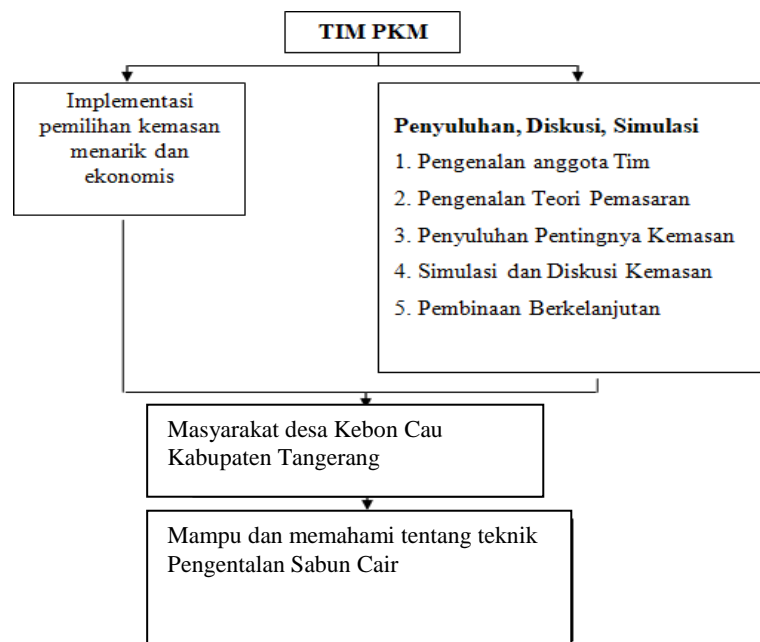 TIM PKM
Implementasi
pemilihan kemasan
menarik dan
ekonomis
Penyuluhan, Diskusi, Simulasi
1. Pengenalan anggota Tim
2. Pengenalan Teori Pemasaran
3. Penyuluhan Pentingnya Kemasan
4. Simulasi dan Diskusi Kemasan
5. Pembinaan Berkelanjutan
Masyarakat desa Kebon Cau
Kabupaten Tangerang
Mampu dan memahami tentang teknik
Pengentalan Sabun Cair